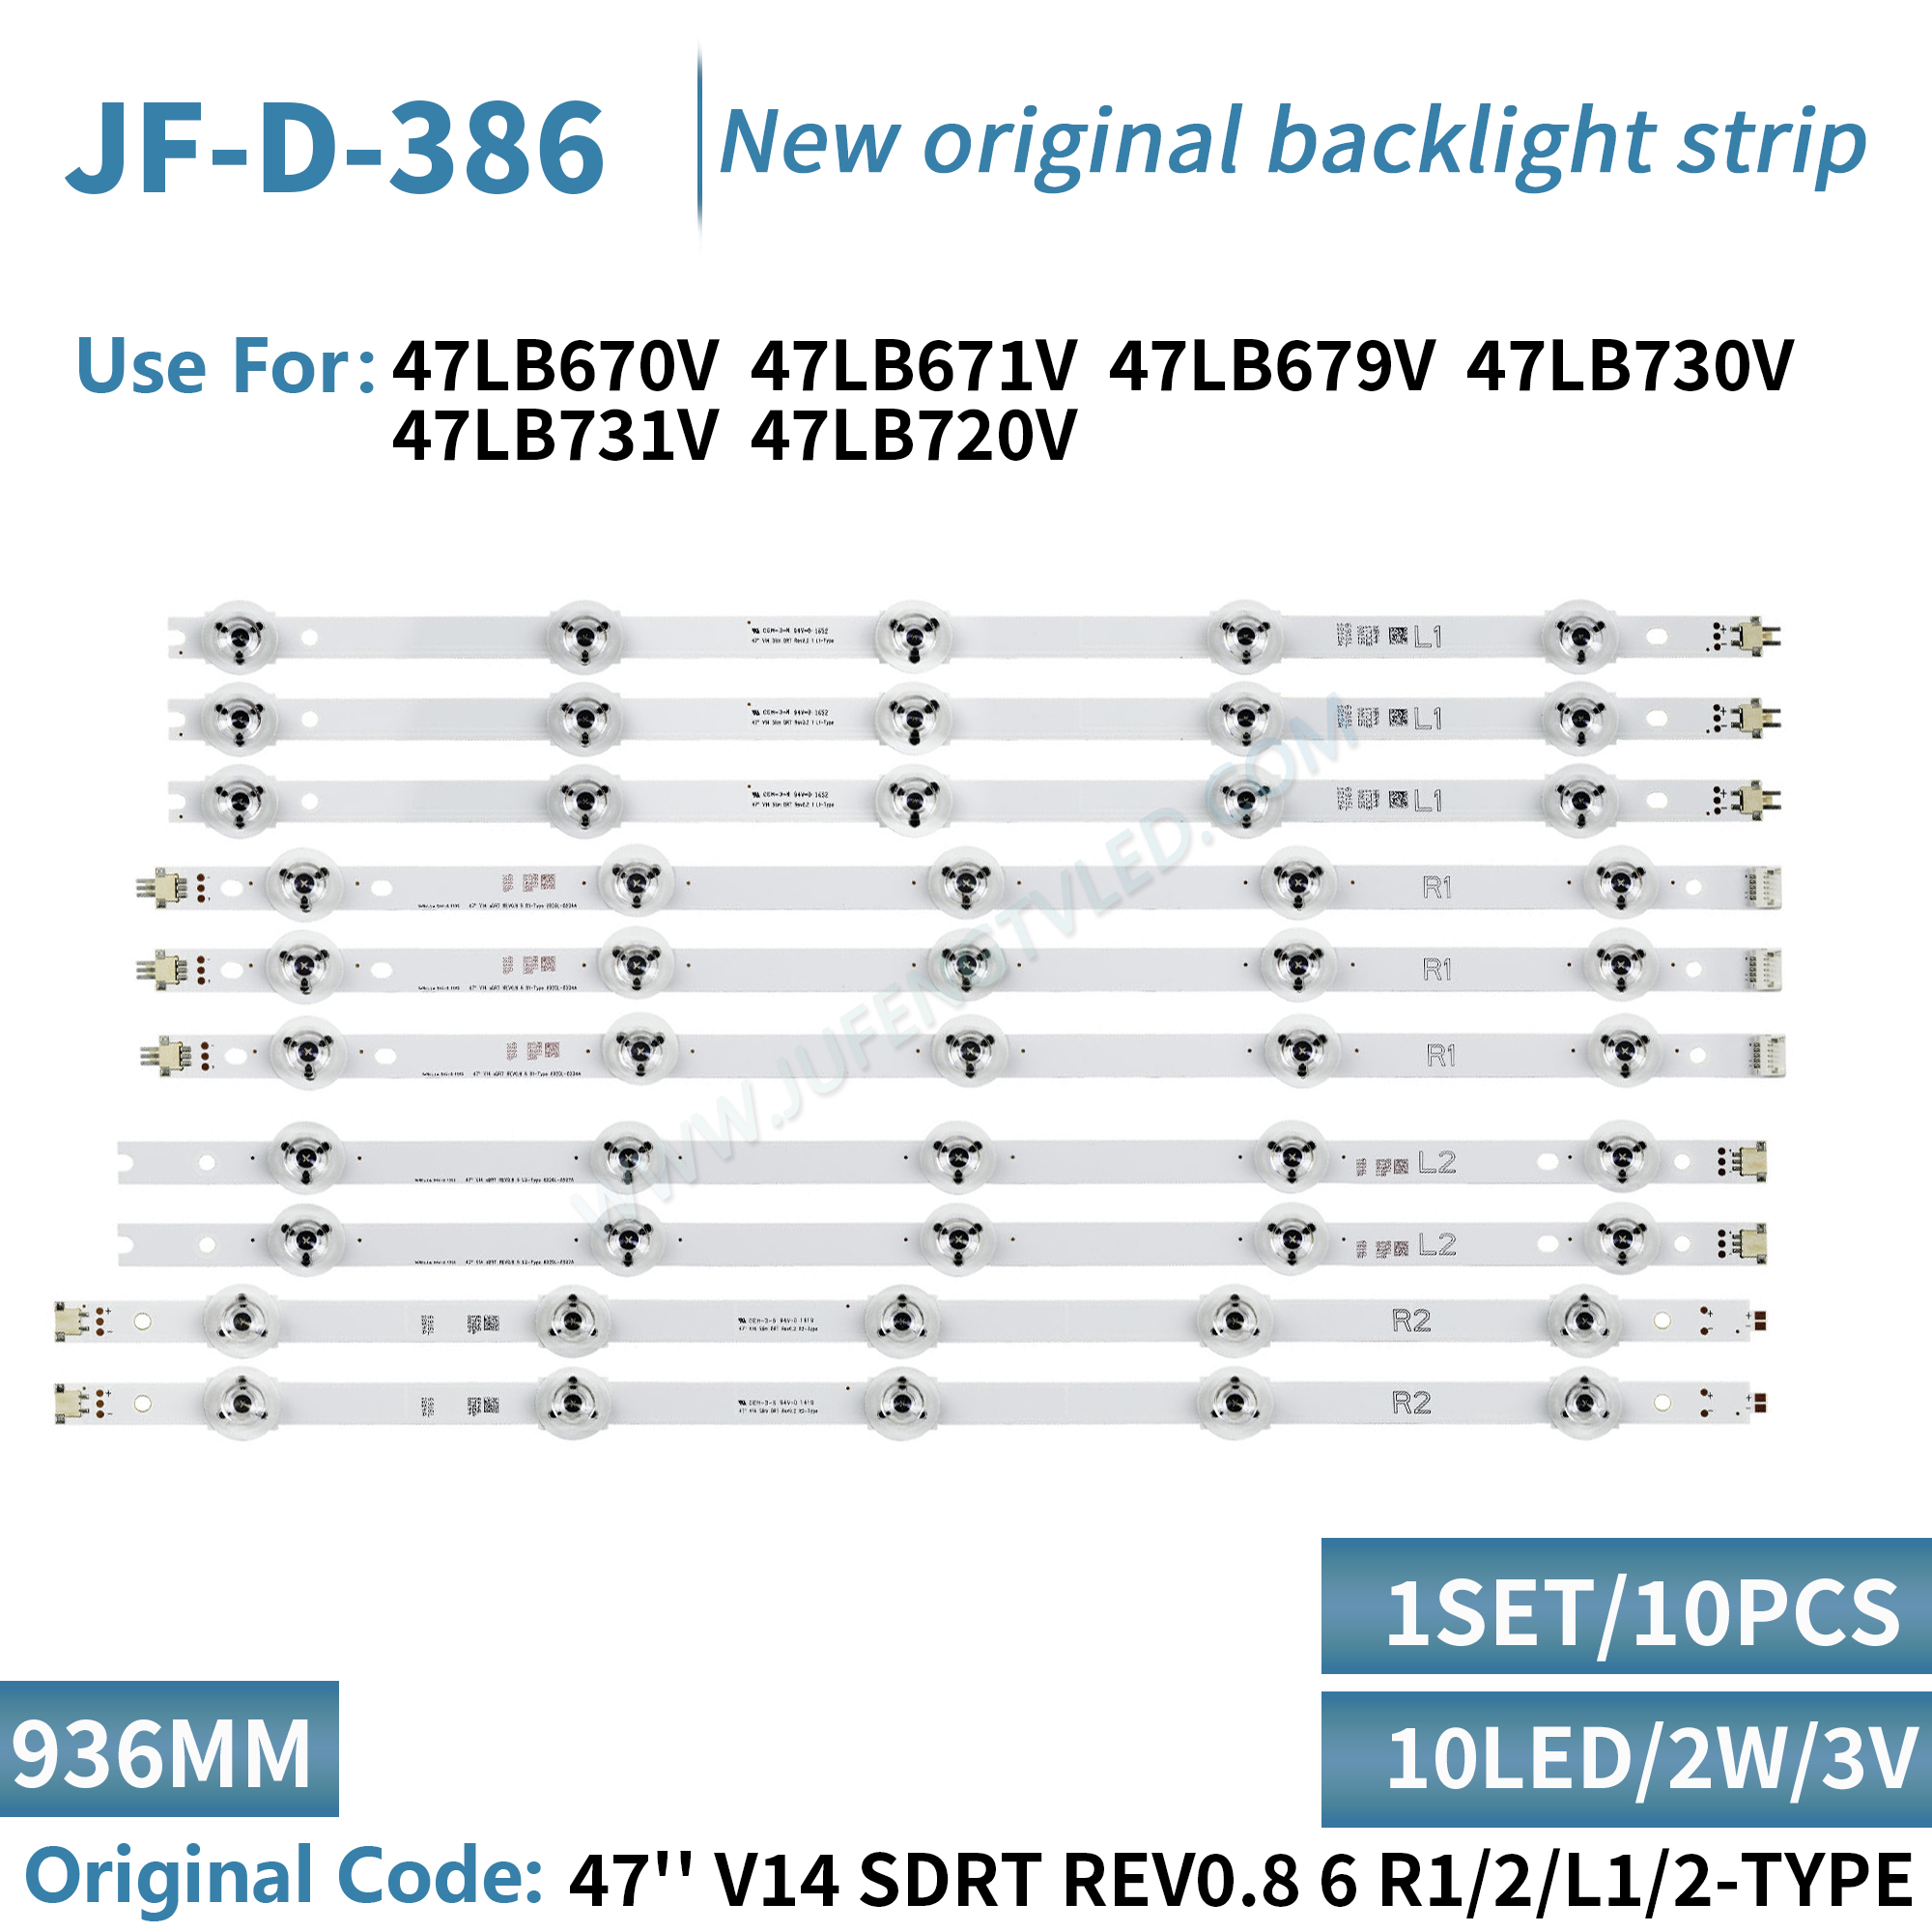 JF-D-386
New original backlight strip
Use For: 47LB670V 47LB671V 47LB679V 47LB730V
47LB731V 47LB720V
L1
L1
L1
R1
R1
R1
L2
L2
R2
R2
WWW.JUFENGTVLED.COM
1SET/10PCS
936MM
10LED/2W/3V
Original Code: 47'' V14 SDRT REV0.8 6 R1/2/L1/2-TYPE